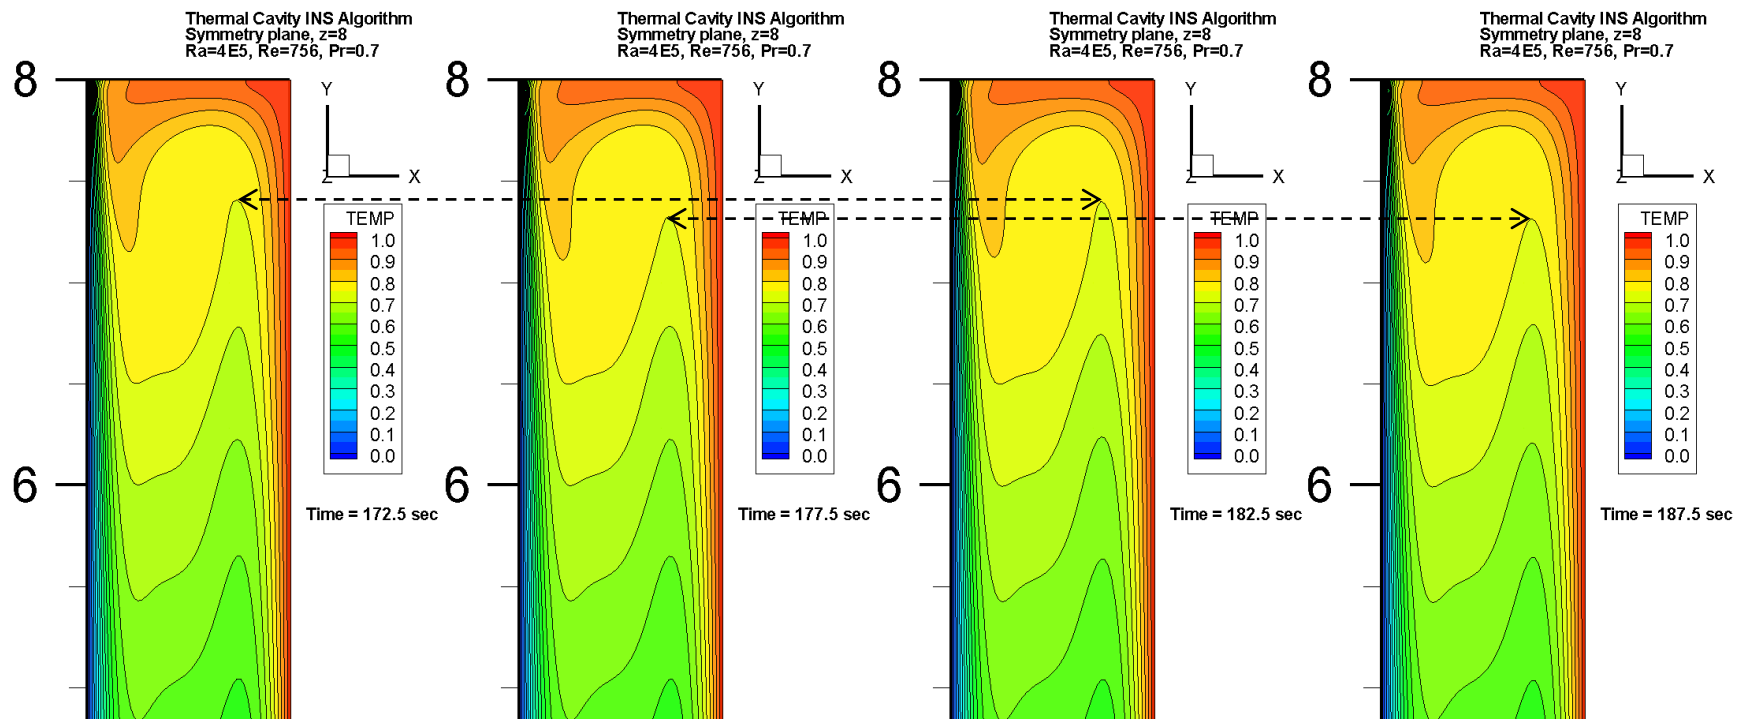 Thermal Cavity INS Algorithm
Symmetry plane, z=8
Ra=4E5, Re=756, Pr=0.7
8
6
Y
X
Z
TEMP
1.0
0.9
0.8
0.7
0.6
0.5
0.4
0.3
0.2
0.1
0.0
Time = 172.5 sec
Thermal Cavity INS Algorithm
Symmetry plane, z=8
Ra=4E5, Re=756, Pr=0.7
8
6
Y
X
Z
TEMP
1.0
0.9
0.8
0.7
0.6
0.5
0.4
0.3
0.2
0.1
0.0
Time = 177.5 sec
Thermal Cavity INS Algorithm
Symmetry plane, z=8
Ra=4E5, Re=756, Pr=0.7
8
6
Y
X
Z
TEMP
1.0
0.9
0.8
0.7
0.6
0.5
0.4
0.3
0.2
0.1
0.0
Time = 182.5 sec
Thermal Cavity INS Algorithm
Symmetry plane, z=8
Ra=4E5, Re=756, Pr=0.7
8
6
Y
X
Z
TEMP
1.0
0.9
0.8
0.7
0.6
0.5
0.4
0.3
0.2
0.1
0.0
Time = 187.5 sec